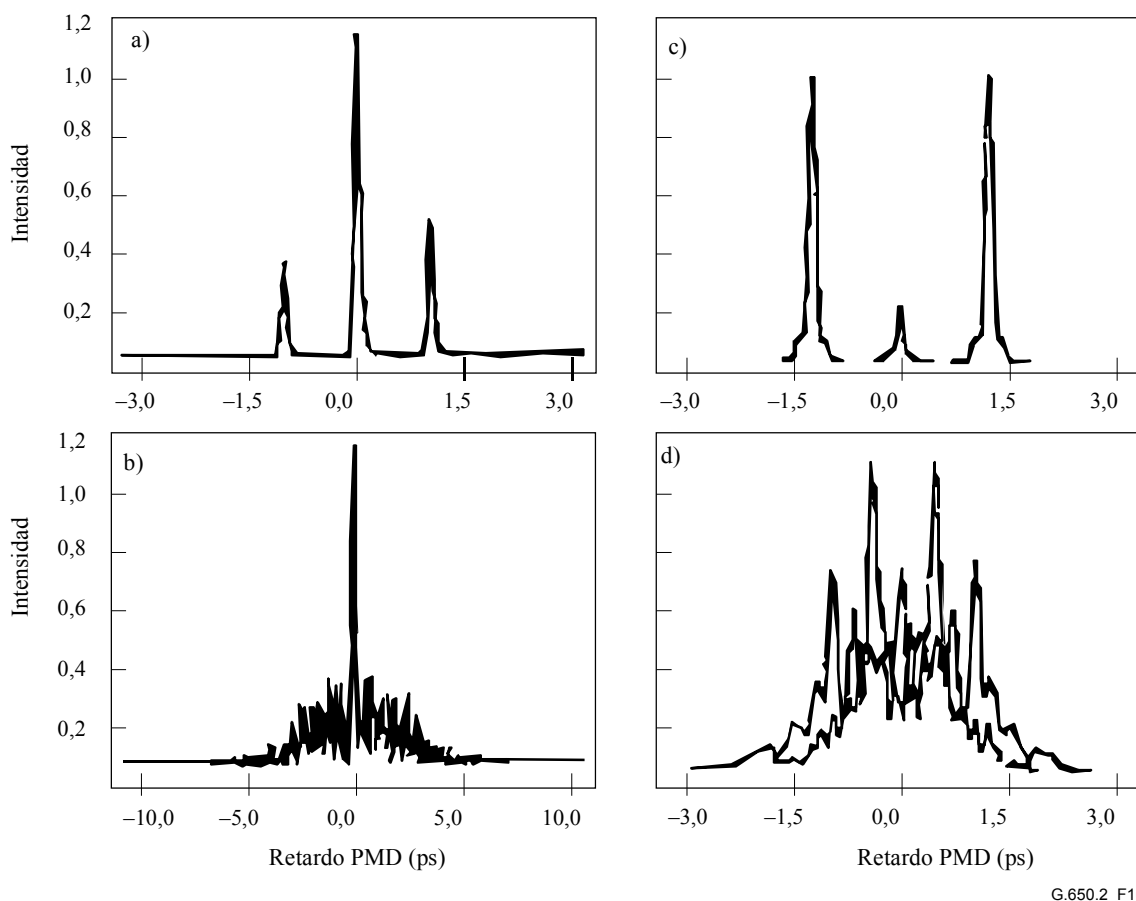 a)
Intensidad
1,2
1,0
0,8
0,6
0,4
0,2
–3,0 –1,5 0,0 1,5 3,0
c)
–3,0 –1,5 0,0 1,5 3,0
b)
Intensidad
1,2
1,0
0,8
0,6
0,4
0,2
–10,0 –5,0 0,0 5,0 10,0
Retardo PMD (ps)
d)
–3,0 –1,5 0,0 1,5 3,0
Retardo PMD (ps)
G.650.2_F1